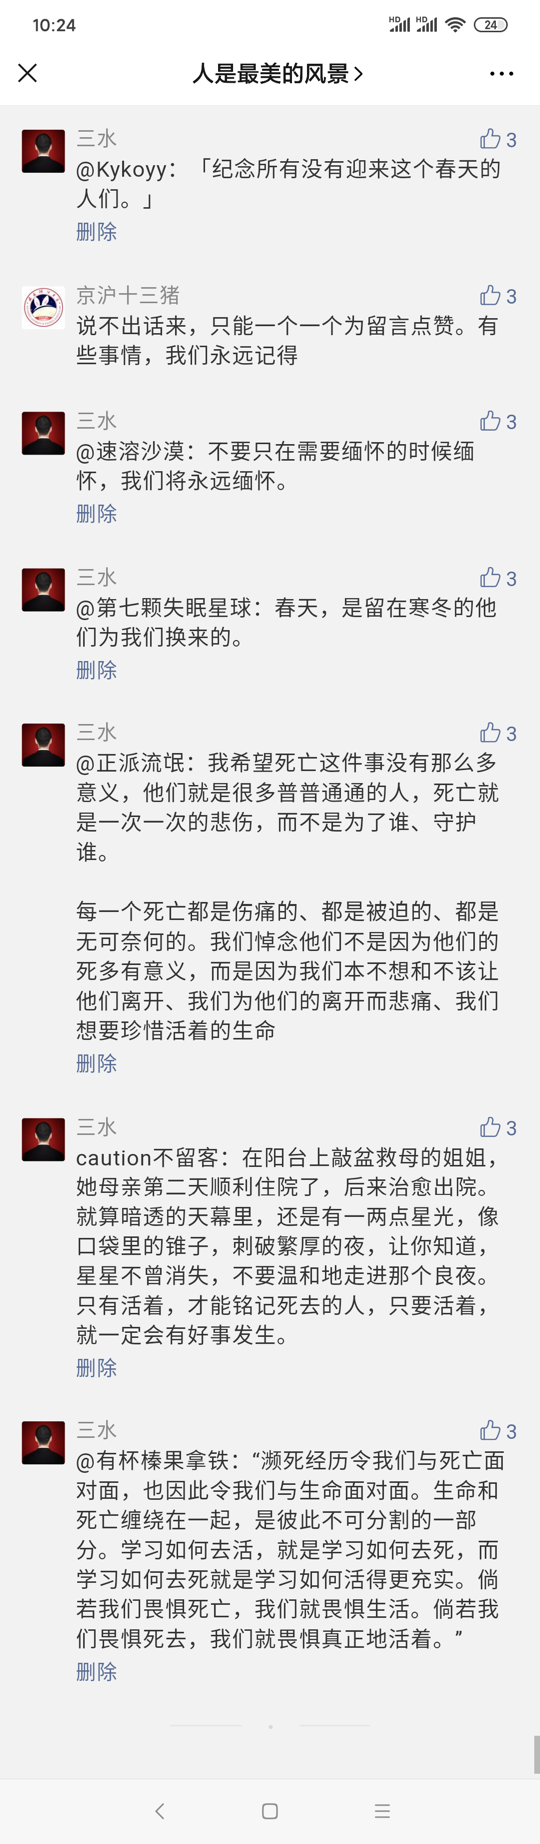 10:24
HD HD 24
人是最美的风景
三水 3
@Kykoyy：「纪念所有没有迎来这个春天的
人们。」
删除
京沪十三猪 3
说不出话来，只能一个一个为留言点赞。有
些事情，我们永远记得
三水 3
@速溶沙漠：不要只在需要缅怀的时候缅
怀，我们将永远缅怀。
删除
三水 3
@第七颗失眠星球：春天，是留在寒冬的他
们为我们换来的。
删除
三水 3
@正派流氓：我希望死亡这件事没有那么多
意义，他们就是很多普普通通的人，死亡就
是一次一次的悲伤，而不是为了谁、守护
谁。
每一个死亡都是伤痛的、都是被迫的、都是
无可奈何的。我们悼念他们不是因为他们的
死多有意义，而是因为我们本不想和不该让
他们离开、我们为他们的离开而悲痛、我们
想要珍惜活着的生命
删除
三水 3
caution不留客：在阳台上敲盆救母的姐姐，
她母亲第二天顺利住院了，后来治愈出院。
就算暗透的天幕里，还是有一两点星光，像
口袋里的锥子，刺破繁厚的夜，让你知道，
星星不曾消失，不要温和地走进那个良夜。
只有活着，才能铭记死去的人，只要活着，
就一定会有好事发生。
删除
三水 3
@有杯榛果拿铁：“濒死经历令我们与死亡面
对面，也因此令我们与生命面对面。生命和
死亡缠绕在一起，是彼此不可分割的一部
分。学习如何去活，就是学习如何去死，而
学习如何去死就是学习如何活得更充实。倘
若我们畏惧死亡，我们就畏惧生活。倘若我
们畏惧死去，我们就畏惧真正地活着。”
删除